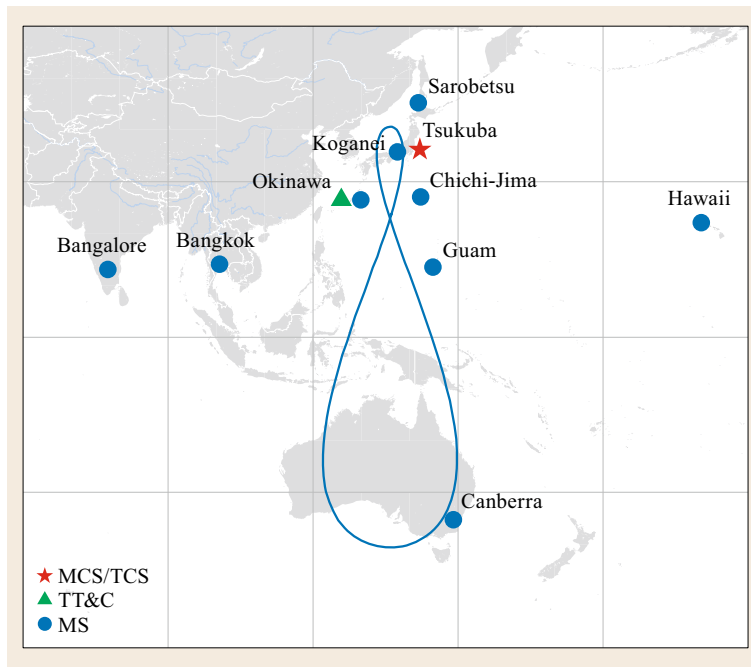 Sarobetsu
Tsukuba
Koganei
Okinawa
Chichi-Jima
Hawaii
Bangalore
Bangkok
Guam
Canberra
MCS/TCS
TT&C
MS